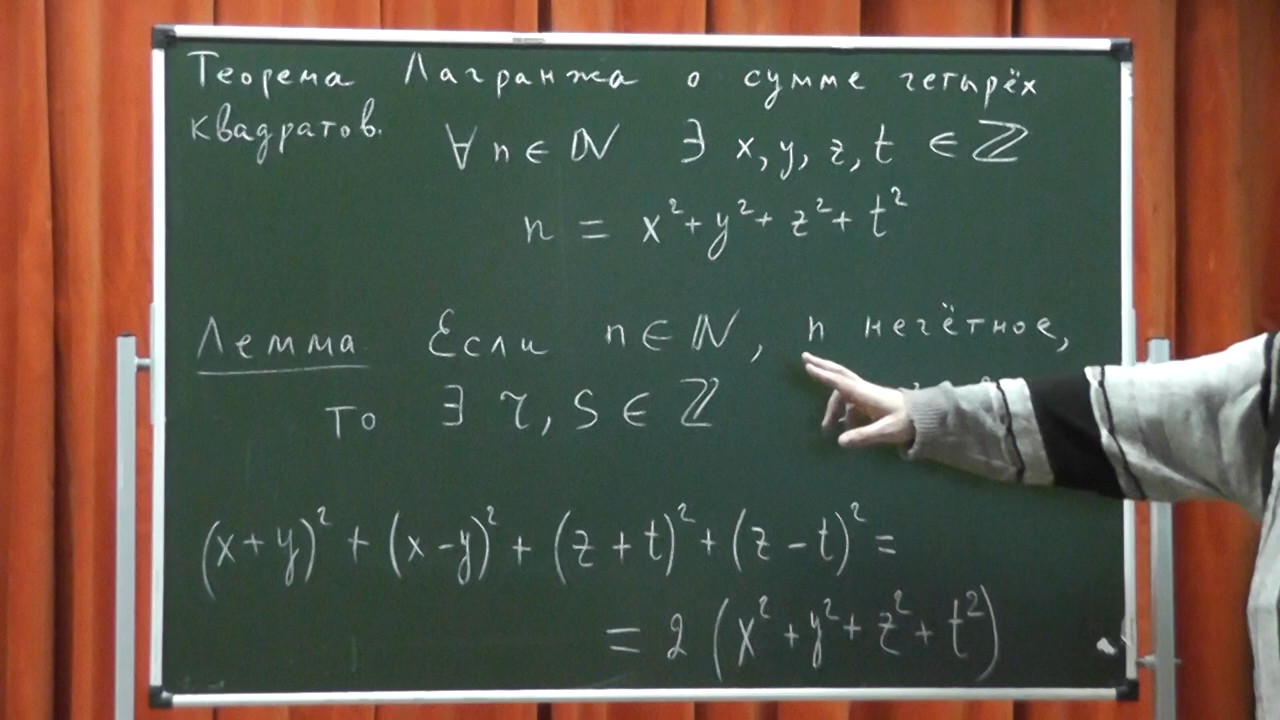 Теорема Лагранжа о сумме четырёх
квадратов.
∀ n ∈ ℕ ∃ x, y, z, t ∈ ℤ
n = x² + y² + z² + t²
Лемма Если n ∈ ℕ, n нечётное,
то ∃ r, s ∈ ℤ
(x + y)² + (x - y)² + (z + t)² + (z - t)² =
= 2 (x² + y² + z² + t²)